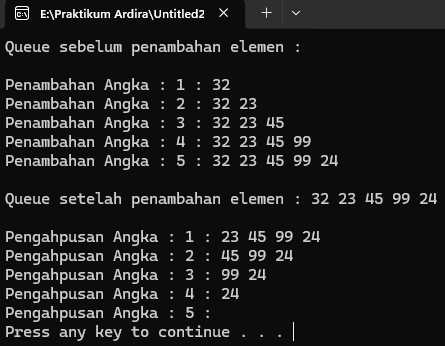 E:\Praktikum Ardira\Untitled2
Queue sebelum penambahan elemen :
Penambahan Angka : 1 : 32
Penambahan Angka : 2 : 32 23
Penambahan Angka : 3 : 32 23 45
Penambahan Angka : 4 : 32 23 45 99
Penambahan Angka : 5 : 32 23 45 99 24
Queue setelah penambahan elemen : 32 23 45 99 24
Pengahpusan Angka : 1 : 23 45 99 24
Pengahpusan Angka : 2 : 45 99 24
Pengahpusan Angka : 3 : 99 24
Pengahpusan Angka : 4 : 24
Pengahpusan Angka : 5 :
Press any key to continue . . .